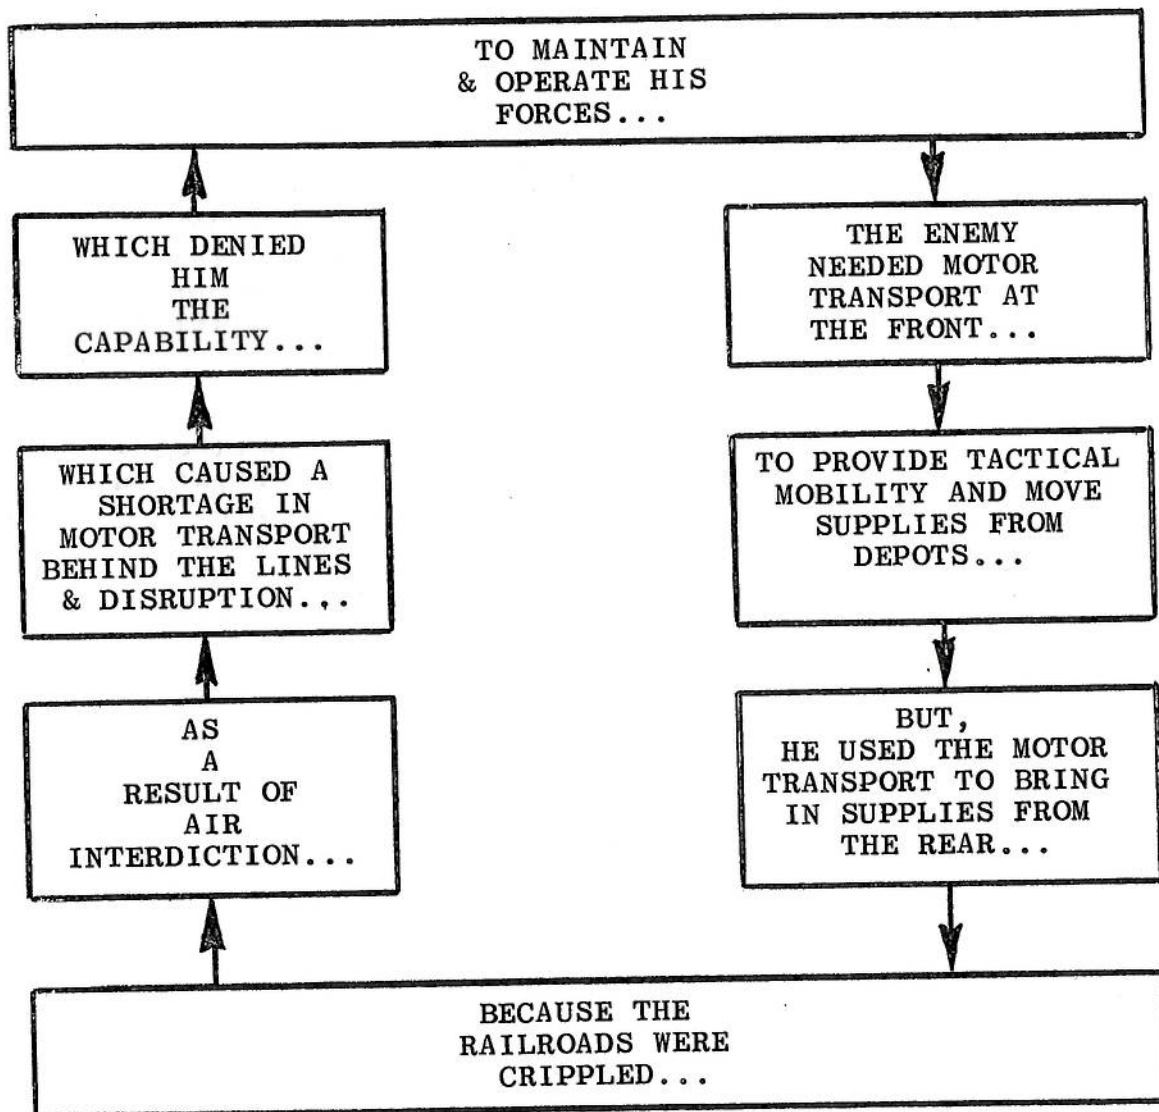 TO MAINTAIN
& OPERATE HIS
FORCES...
THE ENEMY
NEEDED MOTOR
TRANSPORT AT
THE FRONT...
TO PROVIDE TACTICAL
MOBILITY AND MOVE
SUPPLIES FROM
DEPOTS...
BUT,
HE USED THE MOTOR
TRANSPORT TO BRING
IN SUPPLIES FROM
THE REAR...
BECAUSE THE
RAILROADS WERE
CRIPPLED...
AS
A
RESULT OF
AIR
INTERDICTION...
WHICH CAUSED A
SHORTAGE IN
MOTOR TRANSPORT
BEHIND THE LINES
& DISRUPTION...
WHICH DENIED
HIM
THE
CAPABILITY...